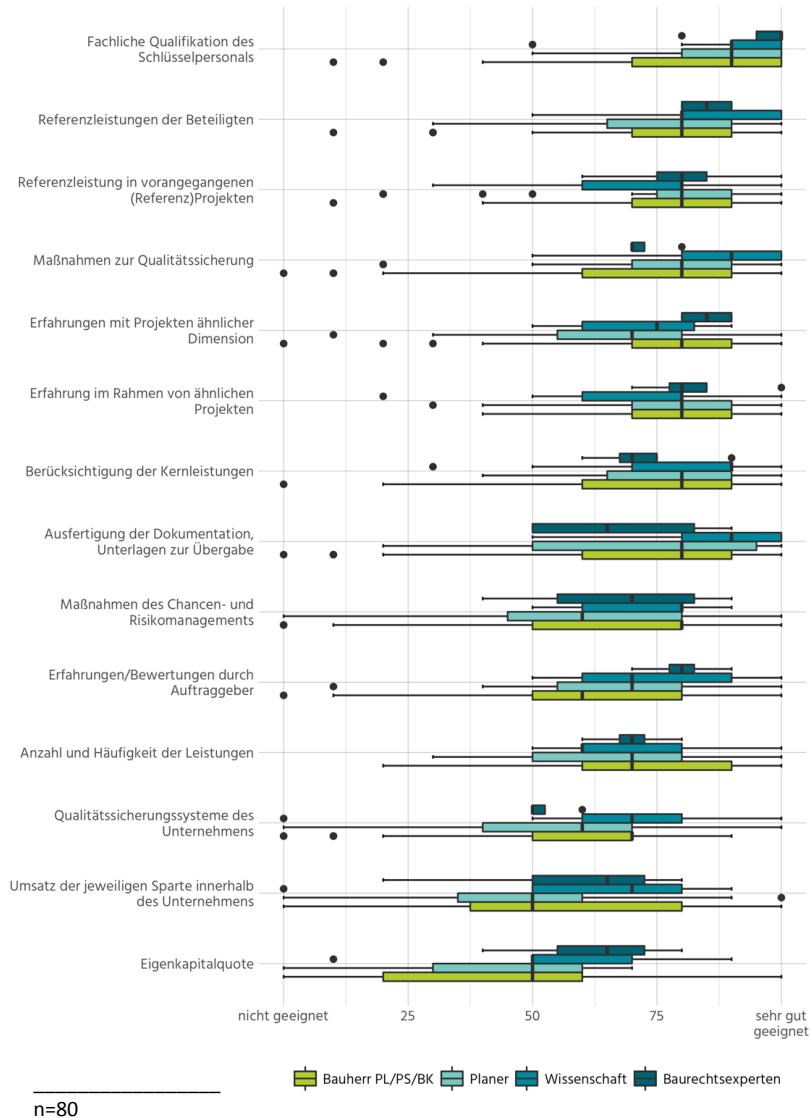 Fachliche Qualifikation des
Schlüsselpersonals
Referenzleistungen der Beteiligten
Referenzleistung in vorangegangenen
(Referenz)Projekten
Maßnahmen zur Qualitätssicherung
Erfahrungen mit Projekten ähnlicher
Dimension
Erfahrung im Rahmen von ähnlichen
Projekten
Berücksichtigung der Kernleistungen
Ausfertigung der Dokumentation,
Unterlagen zur Übergabe
Maßnahmen des Chancen- und
Risikomanagements
Erfahrungen/Bewertungen durch
Auftraggeber
Anzahl und Häufigkeit der Leistungen
Qualitätssicherungssysteme des
Unternehmens
Umsatz der jeweiligen Sparte innerhalb
des Unternehmens
Eigenkapitalquote
nicht geeignet 25 50 75 sehr gut
geeignet
Bauherr PL/PS/BK Planer Wissenschaft Baurechtsexperten
n=80